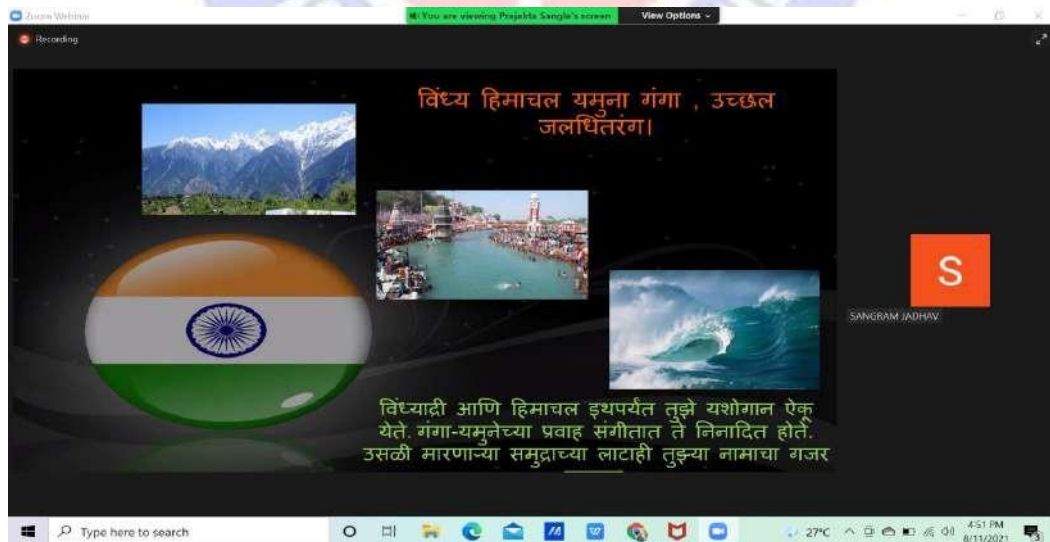 Zoom Webinar
You are viewing Prajakta Sangle's screen
View Options
Recording
विंध्य हिमाचल यमुना गंगा , उच्छल
जलधितरंग।
S
SANGRAM JADHAV
विंध्याद्री आणि हिमाचल इथपर्यंत तुझे यशोगान ऐकू
येते. गंगा-यमुनेच्या प्रवाह संगीतात ते निनादित होते.
उसळी मारणाऱ्या समुद्राच्या लाटाही तुझ्या नामाचा गजर
Type here to search
27°C
4:51 PM
8/11/2021